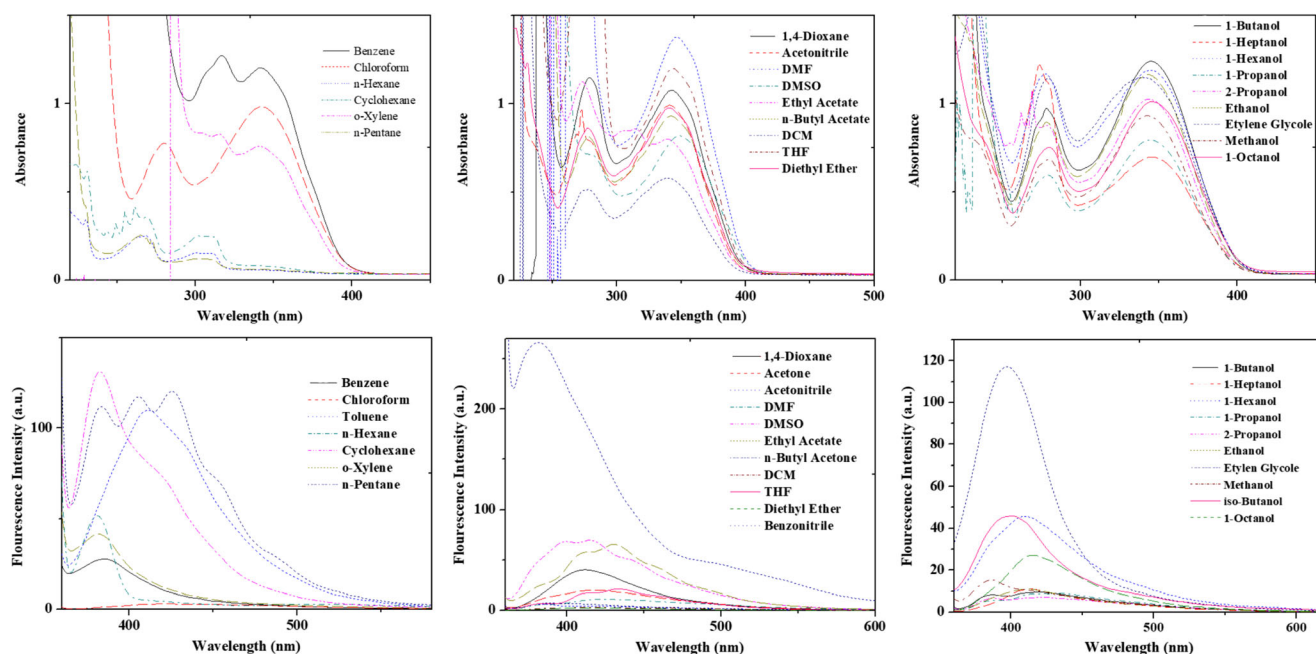 Absorbance
1
0
300
400
Wavelength (nm)
Benzene
Chloroform
n-Hexane
Cyclohexane
o-Xylene
n-Pentane
Absorbance
1
0
300
400
500
Wavelength (nm)
1,4-Dioxane
Acetonitrile
DMF
DMSO
Ethyl Acetate
n-Butyl Acetate
DCM
THF
Diethyl Ether
Absorbance
1
0
300
400
Wavelength (nm)
1-Butanol
1-Heptanol
1-Hexanol
1-Propanol
2-Propanol
Ethanol
Etylene Glycole
Methanol
1-Octanol
Flourescence Intensity (a.u.)
100
0
400
500
Wavelength (nm)
Benzene
Chloroform
Toluene
n-Hexane
Cyclohexane
o-Xylene
n-Pentane
Flourescence Intensity (a.u.)
200
100
0
400
500
600
Wavelength (nm)
1,4-Dioxane
Acetone
Acetonitrile
DMF
DMSO
Ethyl Acetate
n-Butyl Acetone
DCM
THF
Diethyl Ether
Benzonitrile
Flourescence Intensity (a.u.)
120
100
80
60
40
20
10
0
400
500
600
Wavelength (nm)
1-Butanol
1-Heptanol
1-Hexanol
1-Propanol
2-Propanol
Ethanol
Etylen Glycole
Methanol
iso-Butanol
1-Octanol